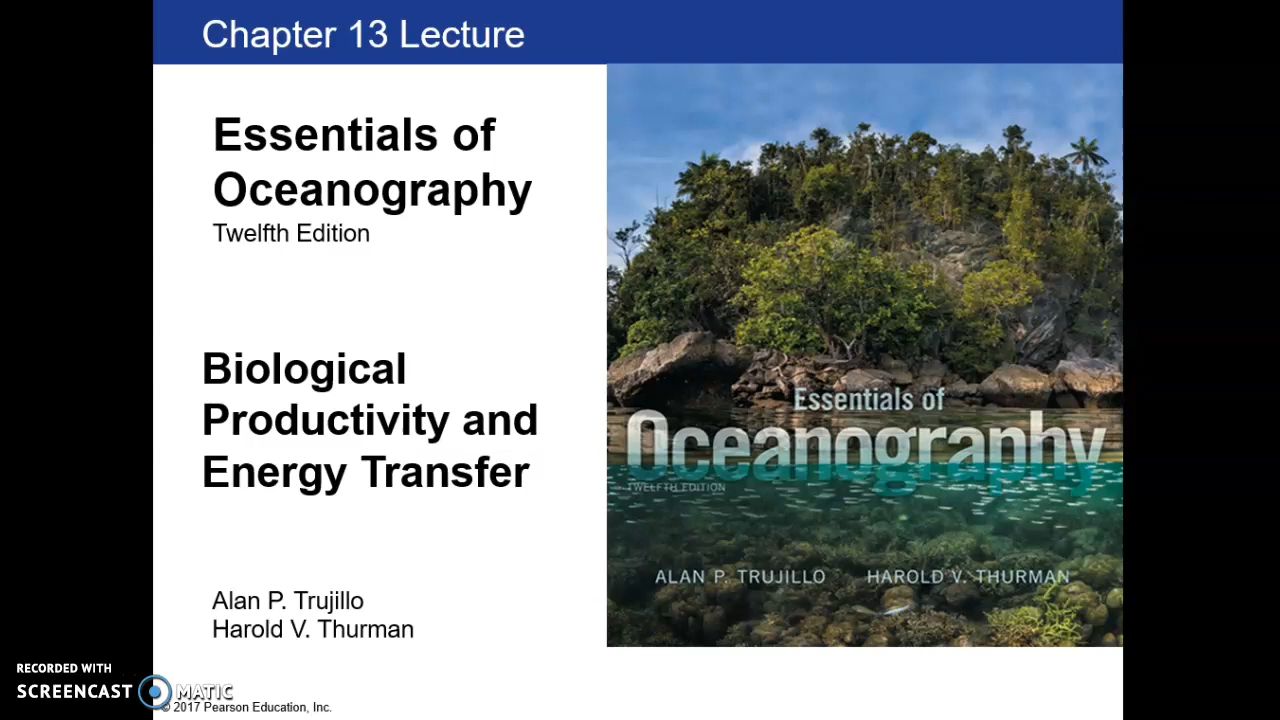 Chapter 13 Lecture
Essentials of
Oceanography
Twelfth Edition
Biological
Productivity and
Energy Transfer
Alan P. Trujillo
Harold V. Thurman
Essentials of
Oceanography
TWELFTH EDITION
ALAN P. TRUJILLO HAROLD V. THURMAN
RECORDED WITH
SCREENCAST MATIC
© 2017 Pearson Education, Inc.